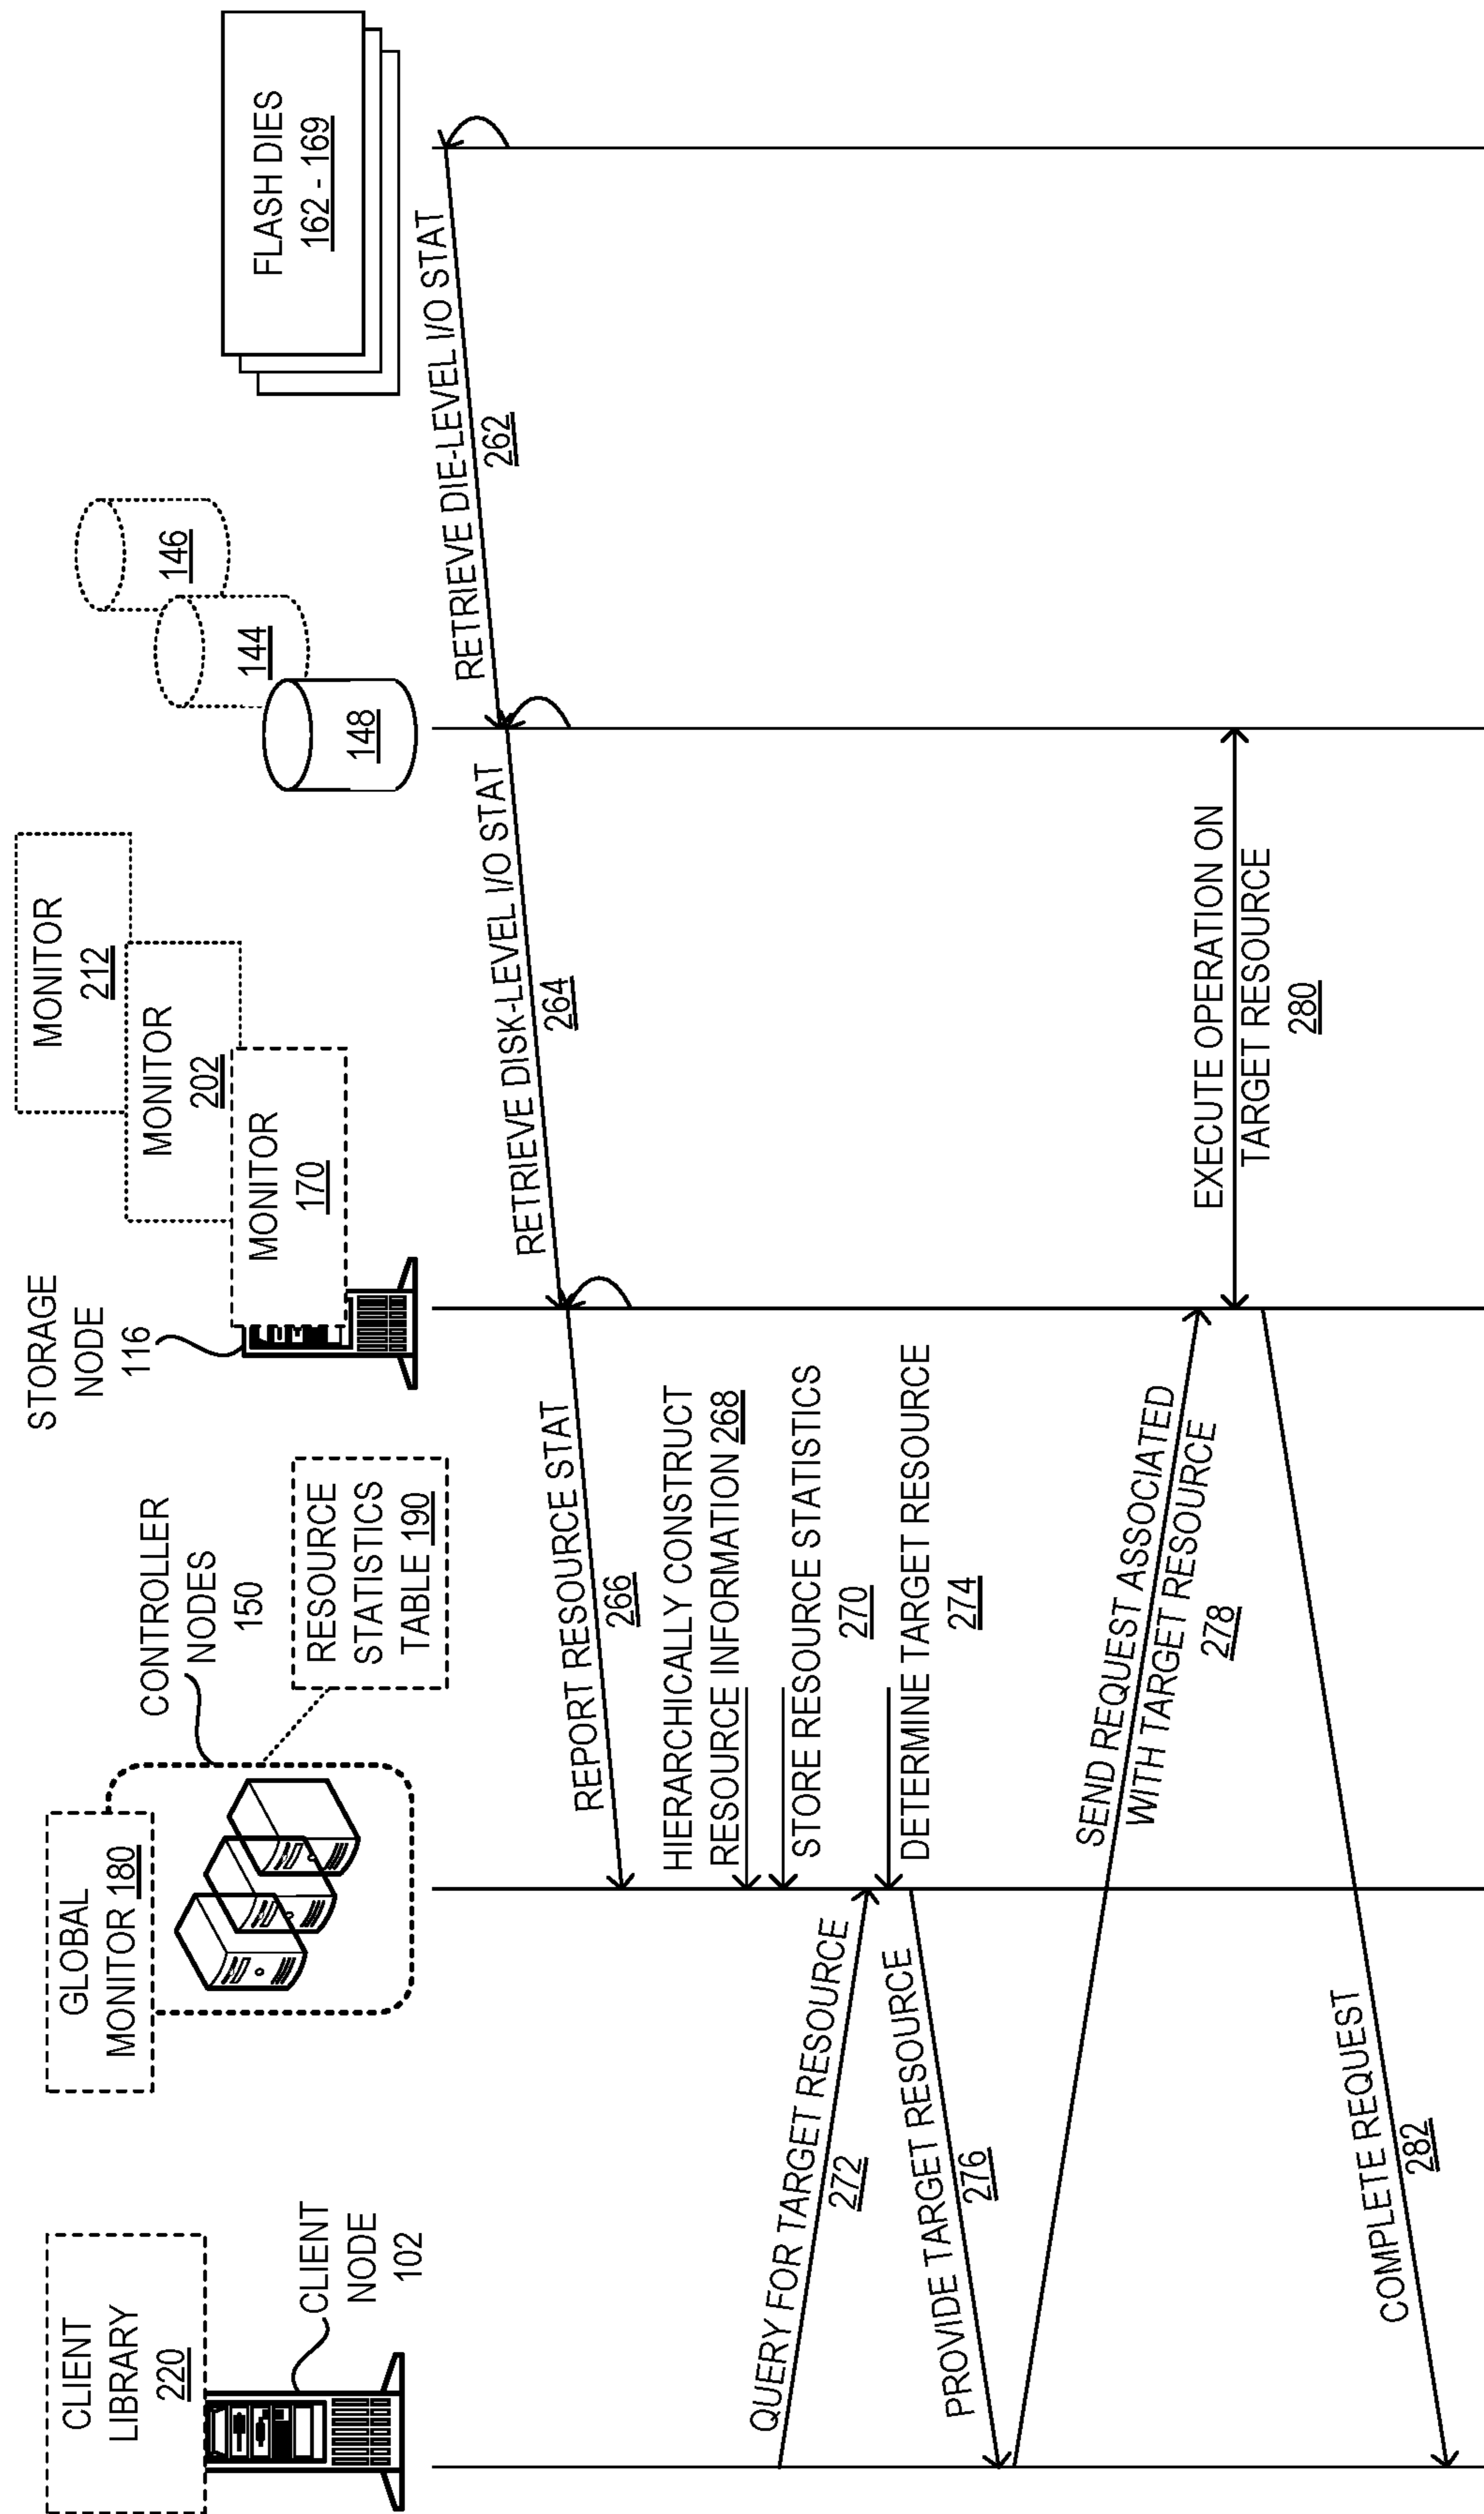 CLIENT
LIBRARY
220
CLIENT
NODE
102
GLOBAL
MONITOR 180
CONTROLLER
NODES
150
RESOURCE
STATISTICS
TABLE 190
STORAGE
NODE
116
MONITOR
170
MONITOR
202
MONITOR
212
148
144
146
FLASH DIES
162 - 169
RETRIEVE DIE-LEVEL I/O STAT
262
RETRIEVE DISK-LEVEL I/O STAT
264
REPORT RESOURCE STAT
266
HIERARCHICALLY CONSTRUCT
RESOURCE INFORMATION 268
STORE RESOURCE STATISTICS
270
QUERY FOR TARGET RESOURCE
272
DETERMINE TARGET RESOURCE
274
PROVIDE TARGET RESOURCE
276
SEND REQUEST ASSOCIATED
WITH TARGET RESOURCE
278
EXECUTE OPERATION ON
TARGET RESOURCE
280
COMPLETE REQUEST
282